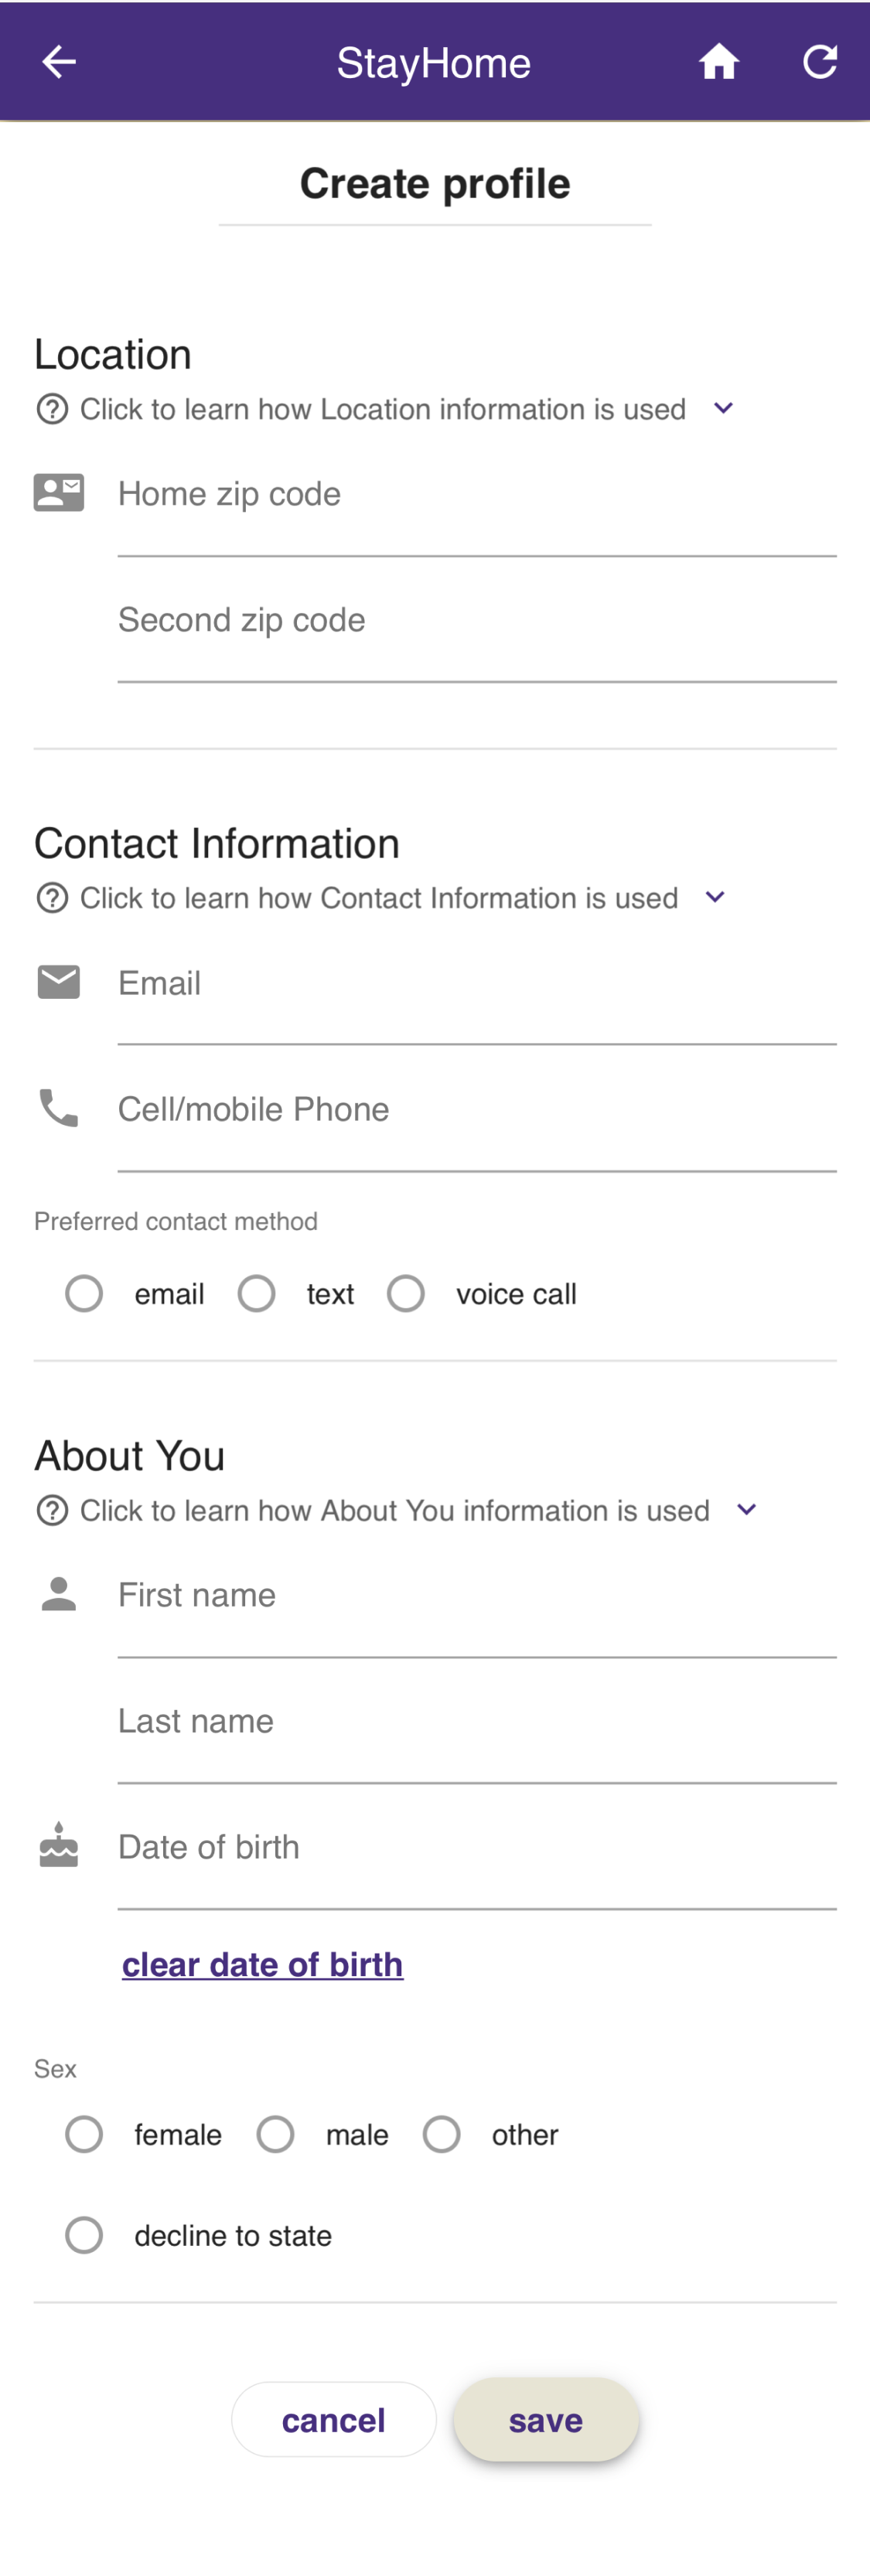 StayHome
Create profile
Location
Click to learn how Location information is used
Home zip code
Second zip code
Contact Information
Click to learn how Contact Information is used
Email
Cell/mobile Phone
Preferred contact method
email text voice call
About You
Click to learn how About You information is used
First name
Last name
Date of birth
clear date of birth
Sex
female male other
decline to state
cancel save